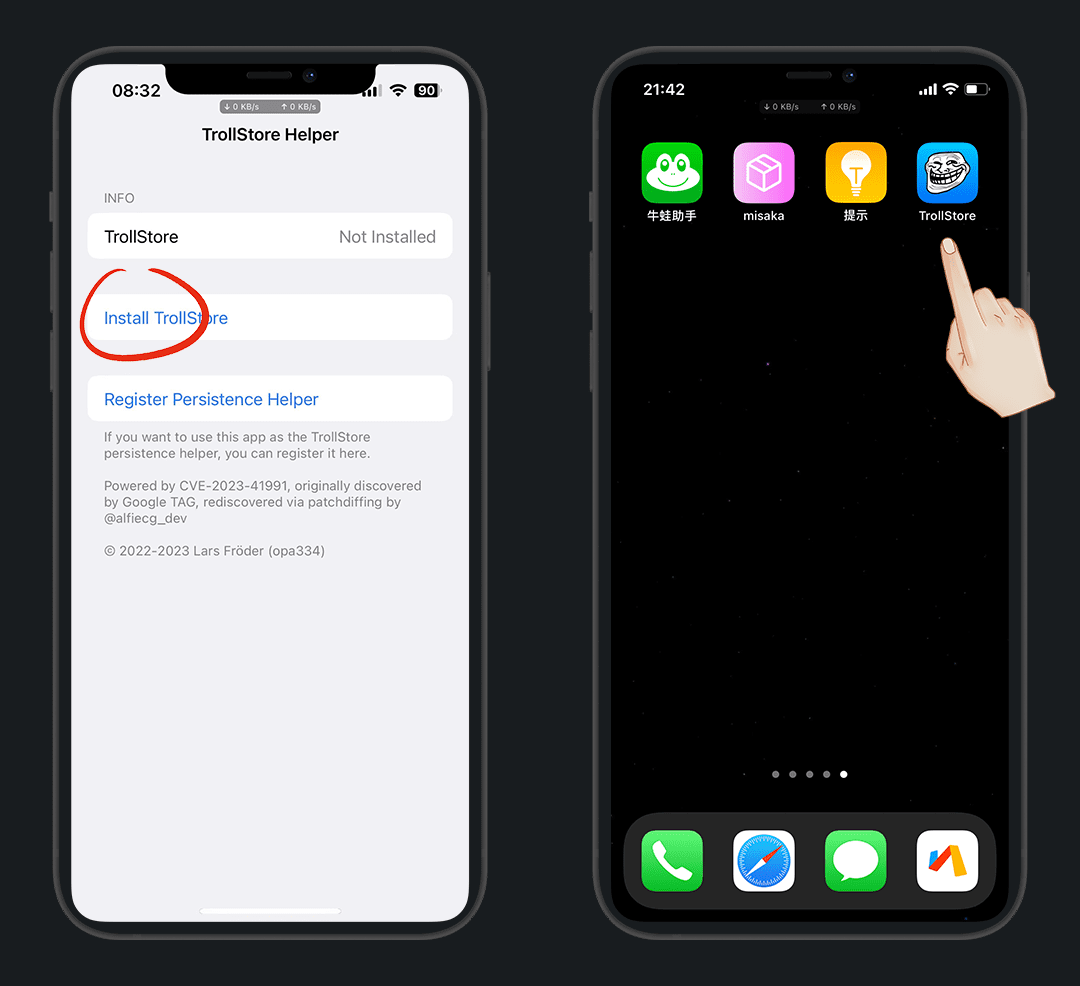 08:32
90
↓ 0 KB/s ↑ 0 KB/s
TrollStore Helper
INFO
TrollStore Not Installed
Install TrollStore
Register Persistence Helper
If you want to use this app as the TrollStore
persistence helper, you can register it here.
Powered by CVE-2023-41991, originally discovered
by Google TAG, rediscovered via patchdiffing by
@alfiecg_dev
© 2022-2023 Lars Fröder (opa334)
21:42
↓ 0 KB/s ↑ 0 KB/s
T
牛蛙助手 misaka 提示 TrollStore